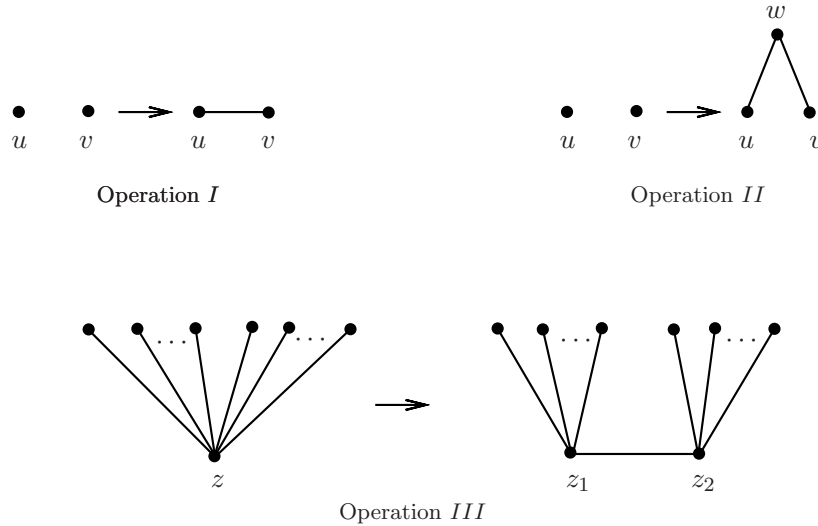 w
u v u v u v u
Operation I Operation II
... ... ... ...
z z₁ z₂
Operation III